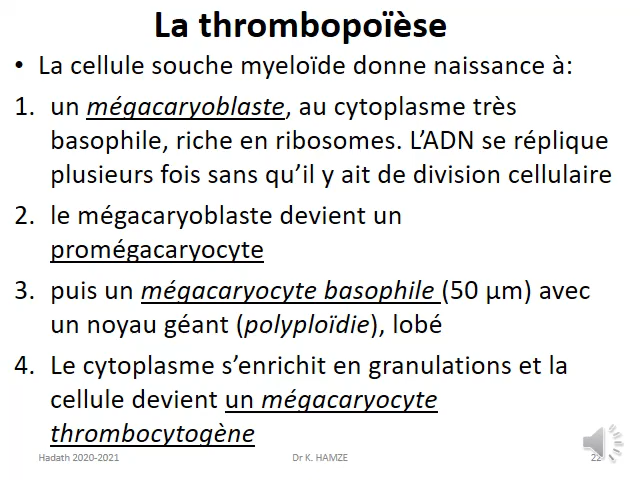 La thrombopoïèse
• La cellule souche myeloïde donne naissance à:
1. un mégacaryoblaste, au cytoplasme très
basophile, riche en ribosomes. L’ADN se réplique
plusieurs fois sans qu’il y ait de division cellulaire
2. le mégacaryoblaste devient un
promégacaryocyte
3. puis un mégacaryocyte basophile (50 µm) avec
un noyau géant (polyploïdie), lobé
4. Le cytoplasme s’enrichit en granulations et la
cellule devient un mégacaryocyte
thrombocytogène
Hadath 2020-2021 Dr K. HAMZE 22